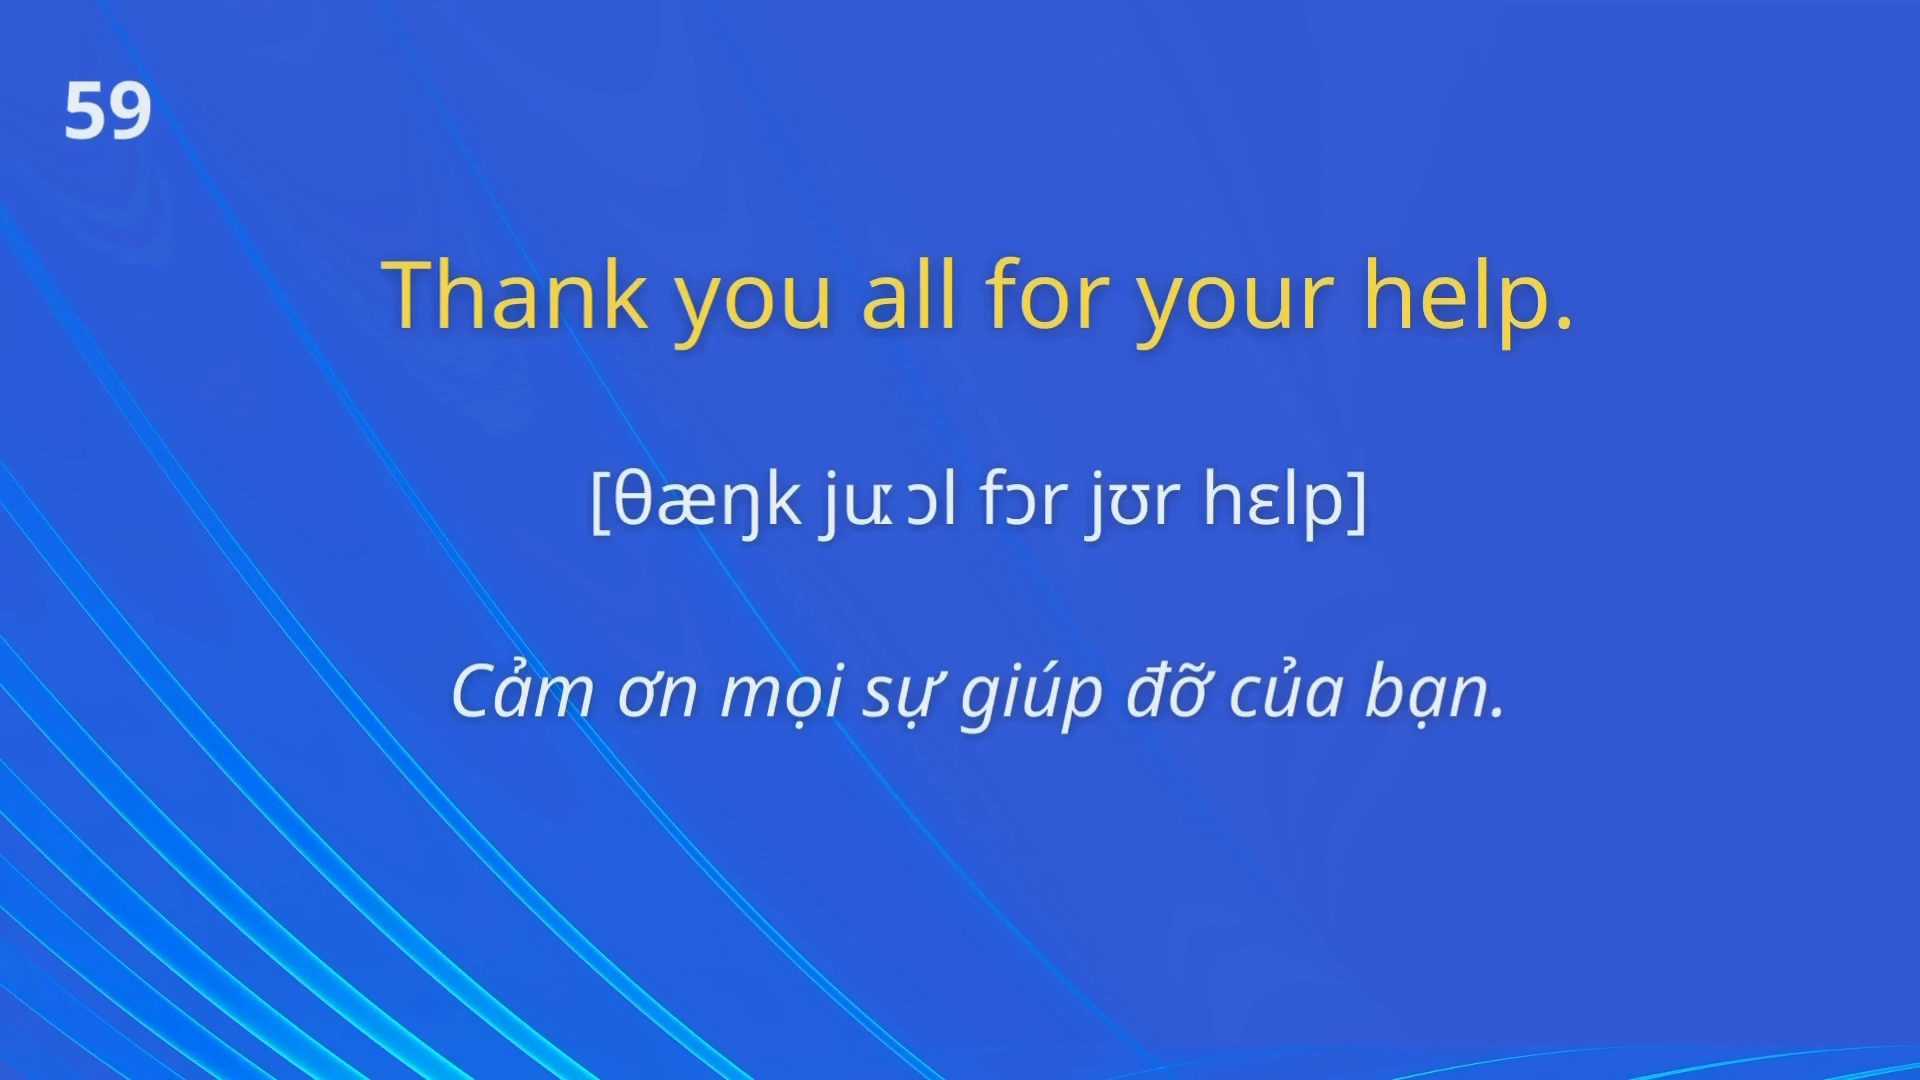 59
Thank you all for your help.
[θæŋk juː ɔl fɔr jʊr hɛlp]
Cảm ơn mọi sự giúp đỡ của bạn.